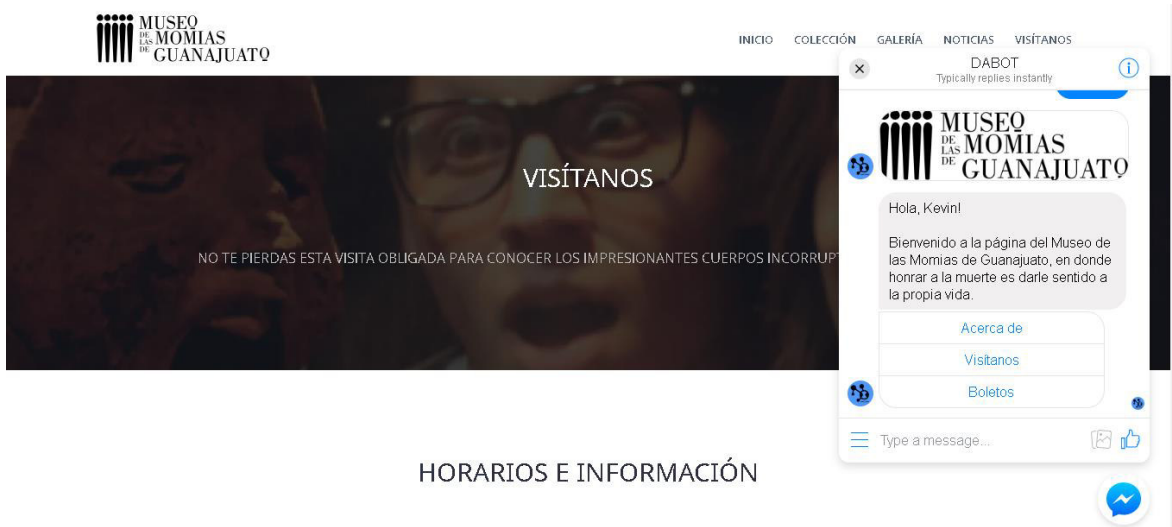 MUSEO
DE LAS MOMIAS
DE GUANAJUATO
INICIO COLECCIÓN GALERÍA NOTICIAS VISÍTANOS
VISÍTANOS
NO TE PIERDAS ESTA VISITA OBLIGADA PARA CONOCER LOS IMPRESIONANTES CUERPOS
HORARIOS E INFORMACIÓN
DABOT
Typically replies instantly
MUSEO
DE LAS MOMIAS
DE GUANAJUATO
Hola, Kevin!
Bienvenido a la página del Museo de
las Momias de Guanajuato, en donde
honrar a la muerte es darle sentido a
la propia vida.
Acerca de
Visítanos
Boletos
Type a message...